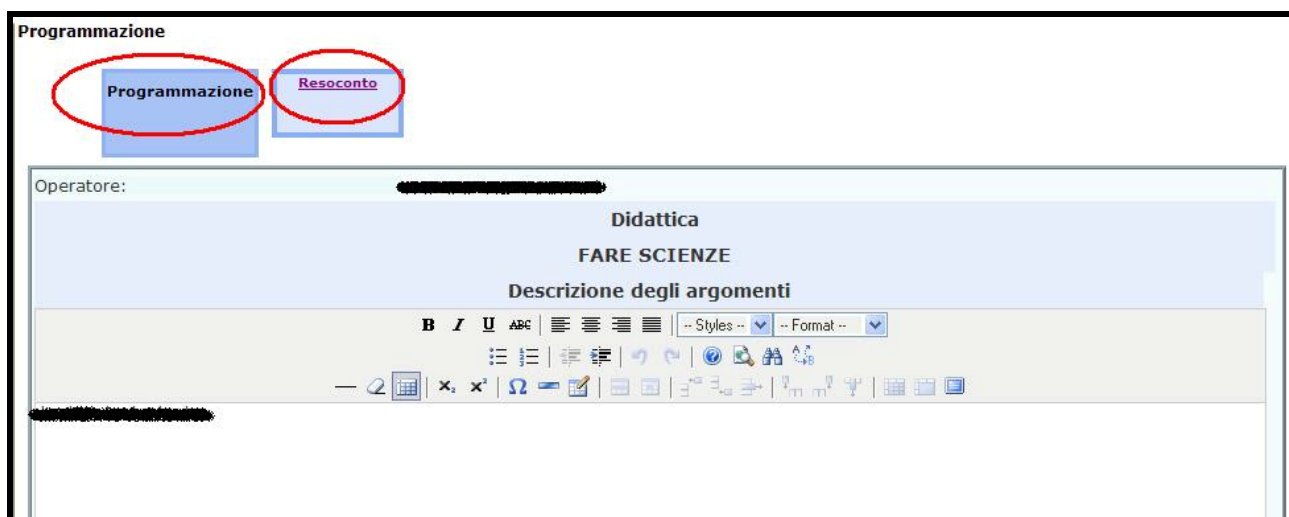 Programmazione
Programmazione Resoconto
Operatore:
Didattica
FARE SCIENZE
Descrizione degli argomenti
B I U ABC -- Styles -- -- Format --